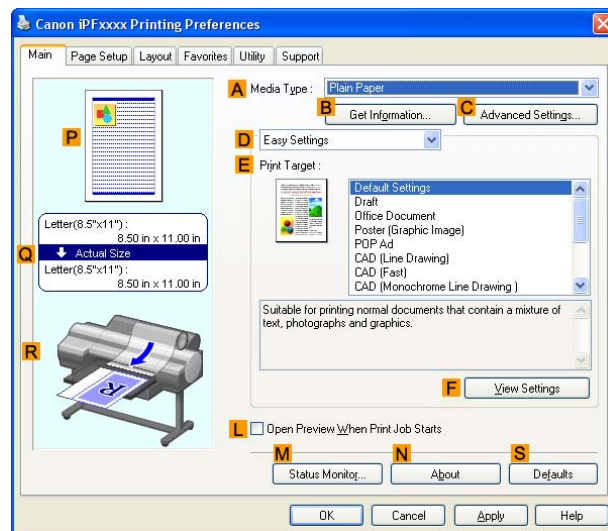 Canon iPFxxxx Printing Preferences
Main Page Setup Layout Favorites Utility Support
A Media Type : Plain Paper
B C
Get Information... Advanced Settings...
D Easy Settings
E Print Target :
P
Default Settings
Draft
Office Document
Poster (Graphic Image)
POP Ad
CAD (Line Drawing)
CAD (Fast)
CAD (Monochrome Line Drawing )
Letter(8.5"x11") :
8.50 in x 11.00 in
Q Actual Size
Letter(8.5"x11") :
8.50 in x 11.00 in
Suitable for printing normal documents that contain a mixture of
text, photographs and graphics.
R
R
F View Settings
L Open Preview When Print Job Starts
M N S
Status Monitor... About Defaults
OK Cancel Apply Help